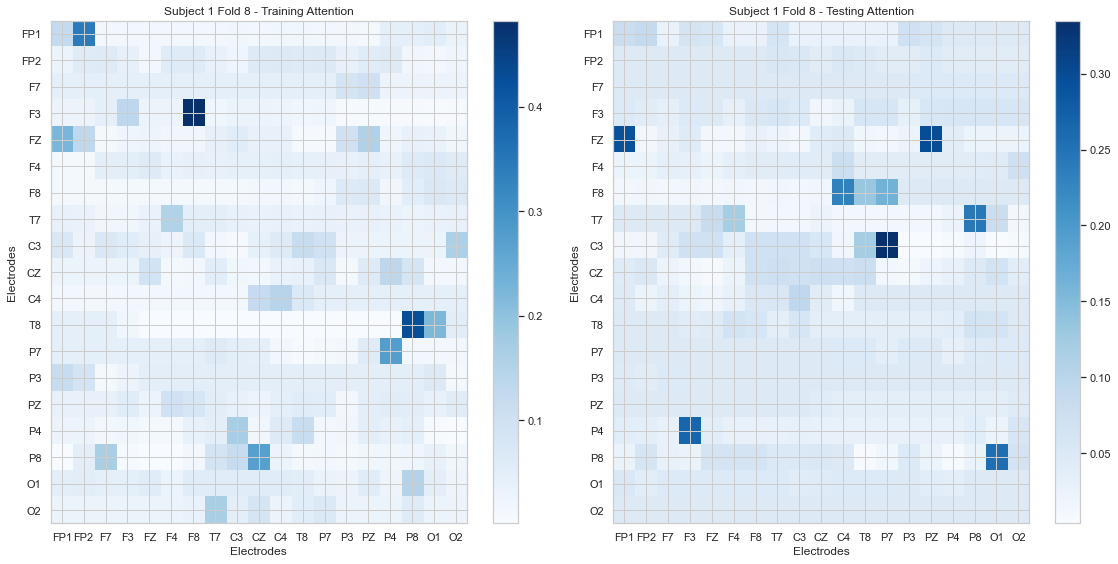 Subject 1 Fold 8 - Training Attention
Electrodes
FP1
FP2
F7
F3
FZ
F4
F8
T7
C3
CZ
C4
T8
P7
P3
PZ
P4
P8
O1
O2
FP1 FP2 F7 F3 FZ F4 F8 T7 C3 CZ C4 T8 P7 P3 PZ P4 P8 O1 O2
Electrodes
0.4
0.3
0.2
0.1
Subject 1 Fold 8 - Testing Attention
Electrodes
FP1
FP2
F7
F3
FZ
F4
F8
T7
C3
CZ
C4
T8
P7
P3
PZ
P4
P8
O1
O2
FP1 FP2 F7 F3 FZ F4 F8 T7 C3 CZ C4 T8 P7 P3 PZ P4 P8 O1 O2
Electrodes
0.30
0.25
0.20
0.15
0.10
0.05